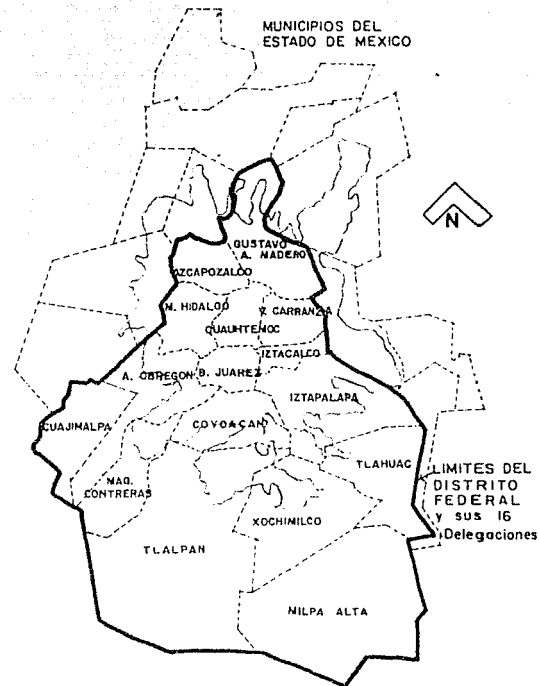 MUNICIPIOS DEL
ESTADO DE MEXICO
N
GUSTAVO
A. MADERO
AZCAPOZALCO
M. HIDALGO
V. CARRANZA
CUAUHTEMOC
IZTACALCO
A. OBREGON
B. JUAREZ
IZTAPALAPA
CUAJIMALPA
COYOACAN
TLAHUAC
MAG.
CONTRERAS
LIMITES DEL
DISTRITO
FEDERAL
y sus 16
Delegaciones
XOCHIMILCO
TLALPAN
MILPA ALTA